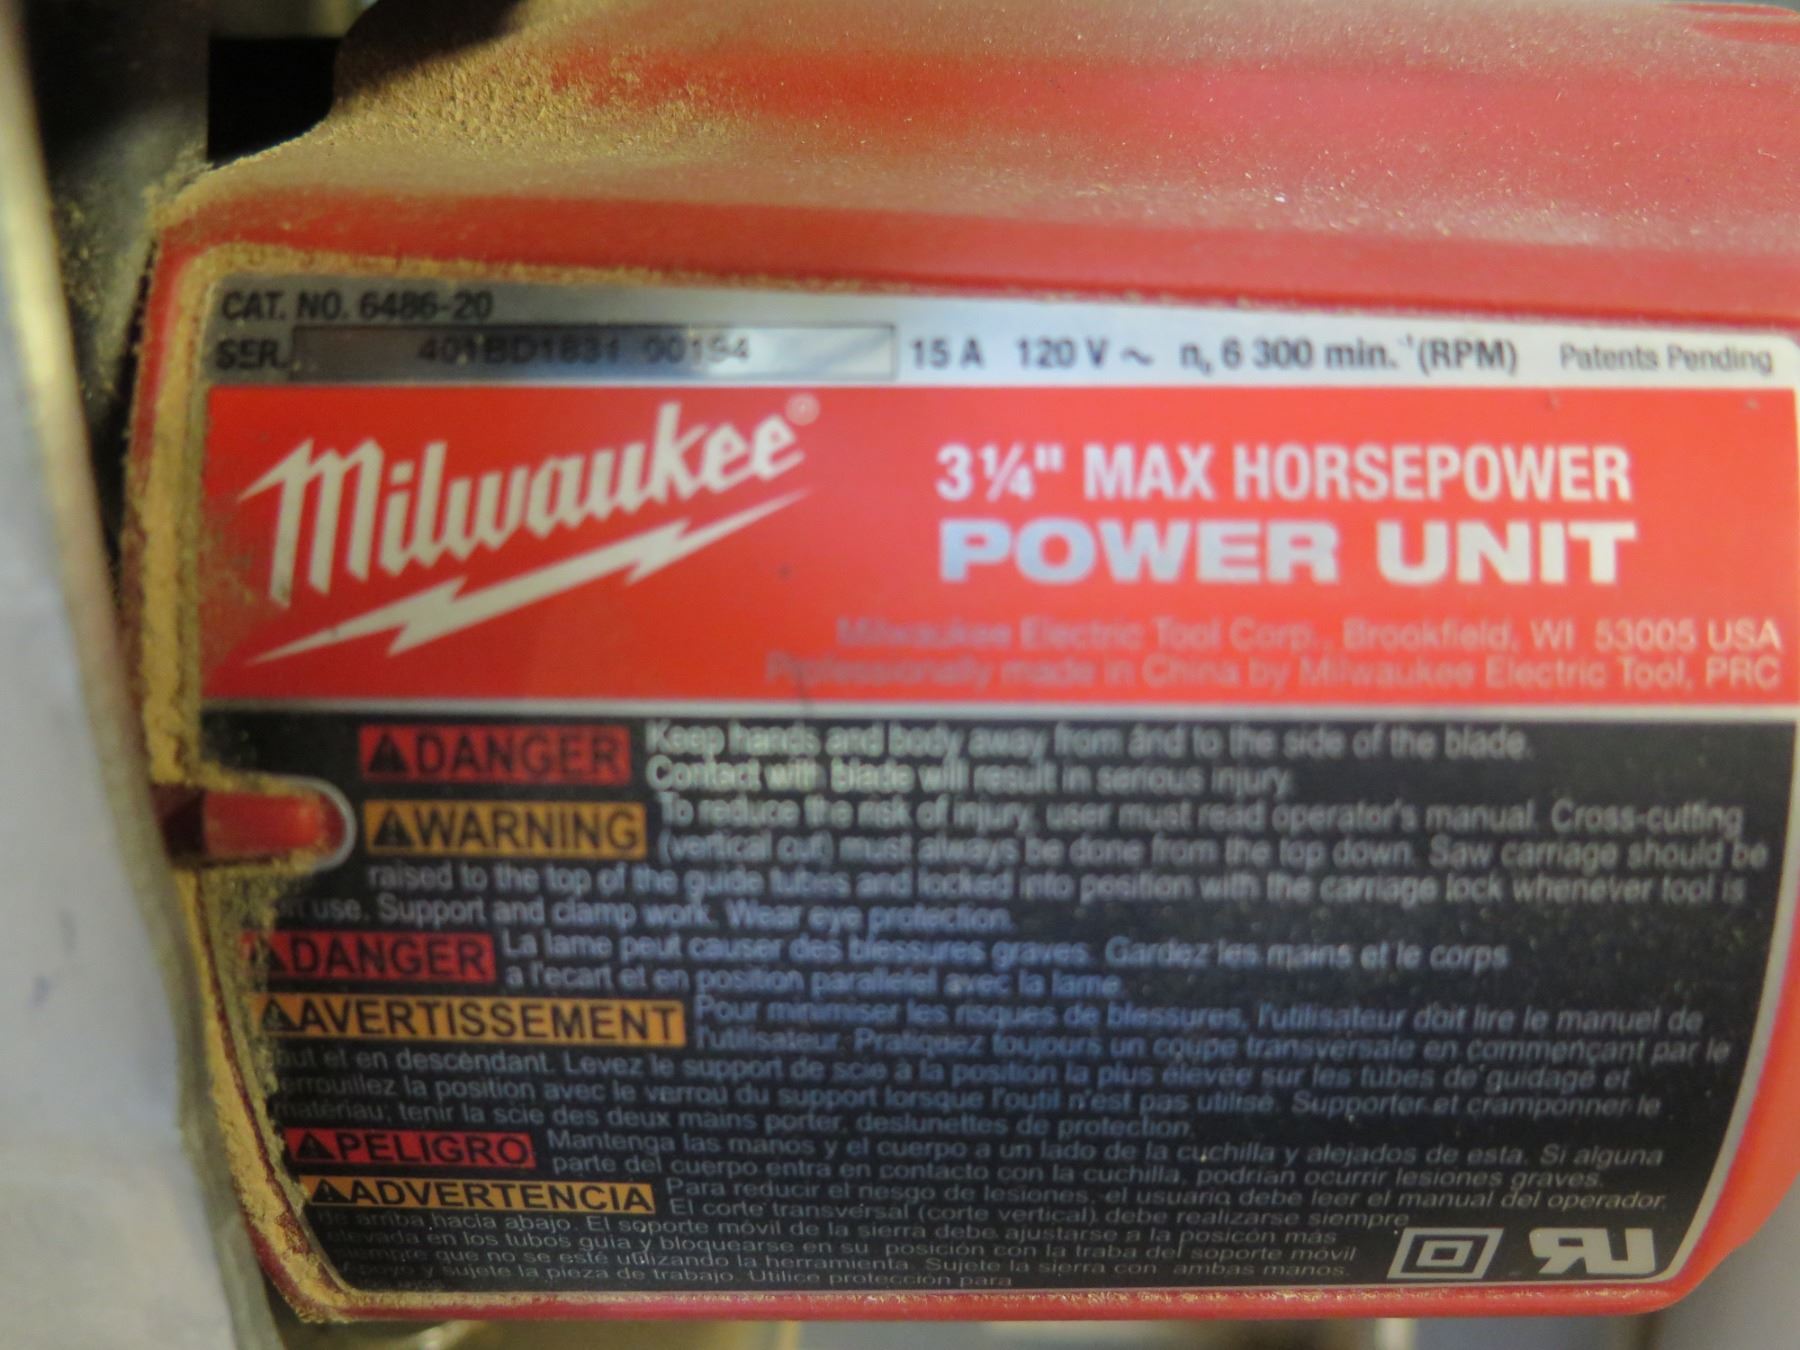 CAT. NO. 6486-20
SER. 401BD1831 00194
15 A 120 V ~ n₀ 6 300 min.⁻¹ (RPM) Patents Pending
Milwaukee®
3 ¼" MAX HORSEPOWER
POWER UNIT
Milwaukee Electric Tool Corp., Brookfield, WI 53005 USA
Professionally made in China by Milwaukee Electric Tool, PRC
DANGER Keep hands and body away from and to the side of the blade.
Contact with blade will result in serious injury.
WARNING To reduce the risk of injury, user must read operator's manual. Cross-cutting
(vertical cut) must always be done from the top down. Saw carriage should be
raised to the top of the guide tubes and locked into position with the carriage lock whenever tool is
use. Support and clamp work. Wear eye protection.
DANGER La lame peut causer des blessures graves. Gardez les mains et le corps
a l'ecart et en position parallelel avec la lame.
AVERTISSEMENT Pour minimiser les risques de blessures, l'utilisateur doit lire le manuel de
l'utilisateur. Pratiquez toujours un coupe transversale en commençant par le
et en descendant. Levez le support de scie à la position la plus élevée sur les tubes de guidage et
la position avec le verrou du support lorsque l'outil n'est pas utilisé. Supporter et cramponner le
matériau; tenir la scie des deux mains porter, deslunettes de protection.
PELIGRO Mantenga las manos y el cuerpo a un lado de la cuchilla y alejados de esta. Si alguna
parte del cuerpo entra en contacto con la cuchilla, podrían ocurrir lesiones graves.
ADVERTENCIA Para reducir el riesgo de lesiones, el usuario debe leer el manual del operador.
El corte transversal (corte vertical) debe realizarse siempre
de arriba hacia abajo. El soporte móvil de la sierra debe ajustarse a la posicón más
elevada en los tubos guía y bloquearse en su posición con la traba del soporte móvil
siempre que no se esté utilizando la herramienta. Sujete la sierra con ambas manos.
Apoyo y sujete la pieza de trabajo. Utilice protección para